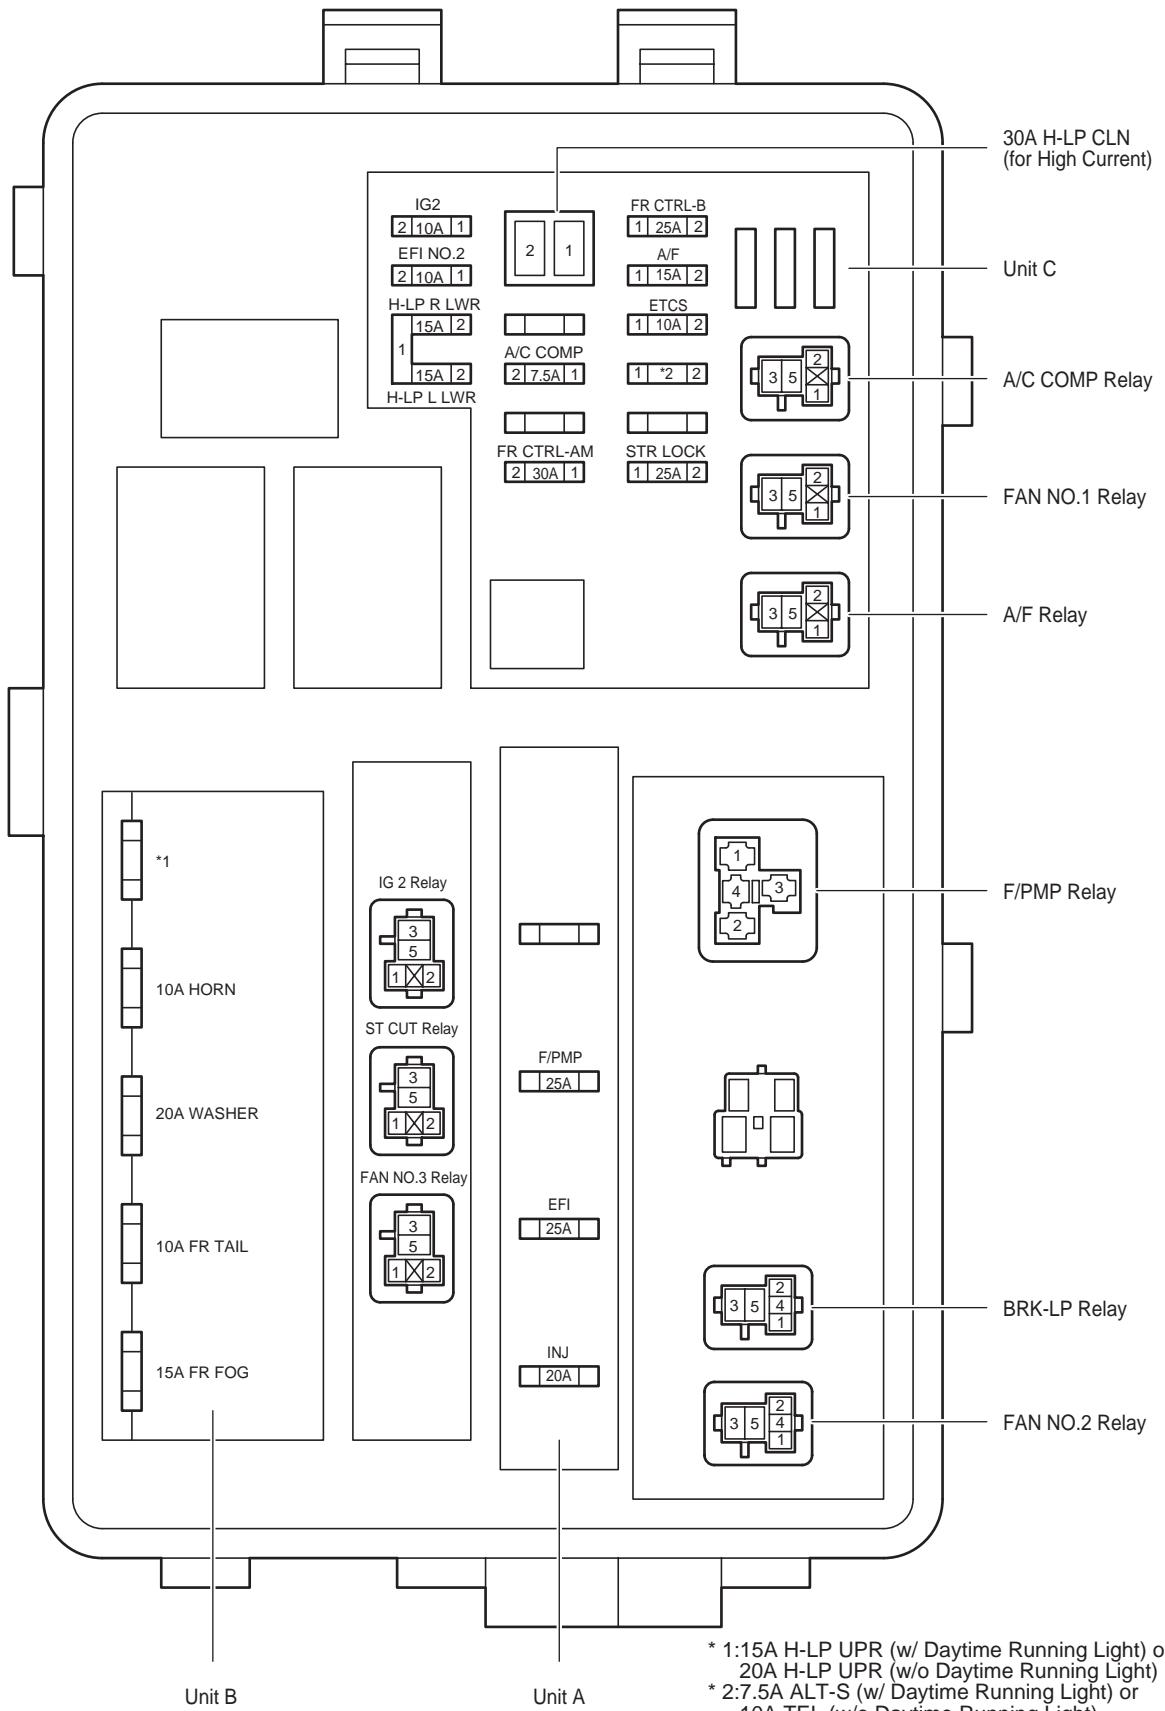 30A H-LP CLN
(for High Current)
IG2
2 10A 1
EFI NO.2
2 10A 1
H-LP R LWR
15A 2
1
15A 2
H-LP L LWR
2 1
A/C COMP
2 7.5A 1
FR CTRL-AM
2 30A 1
FR CTRL-B
1 25A 2
A/F
1 15A 2
ETCS
1 10A 2
1 *2 2
STR LOCK
1 25A 2
Unit C
2
3 5
1
A/C COMP Relay
2
3 5
1
FAN NO.1 Relay
2
3 5
1
A/F Relay
*1
10A HORN
20A WASHER
10A FR TAIL
15A FR FOG
IG 2 Relay
3
5
1 2
ST CUT Relay
3
5
1 2
FAN NO.3 Relay
3
5
1 2
F/PMP
25A
EFI
25A
INJ
20A
1
4 3
2
F/PMP Relay
2
3 5 4
1
BRK-LP Relay
2
3 5 4
1
FAN NO.2 Relay
Unit B
Unit A
* 1:15A H-LP UPR (w/ Daytime Running Light) o
20A H-LP UPR (w/o Daytime Running Light)
* 2:7.5A ALT-S (w/ Daytime Running Light) or
10A TEL (w/o Daytime Running Light)